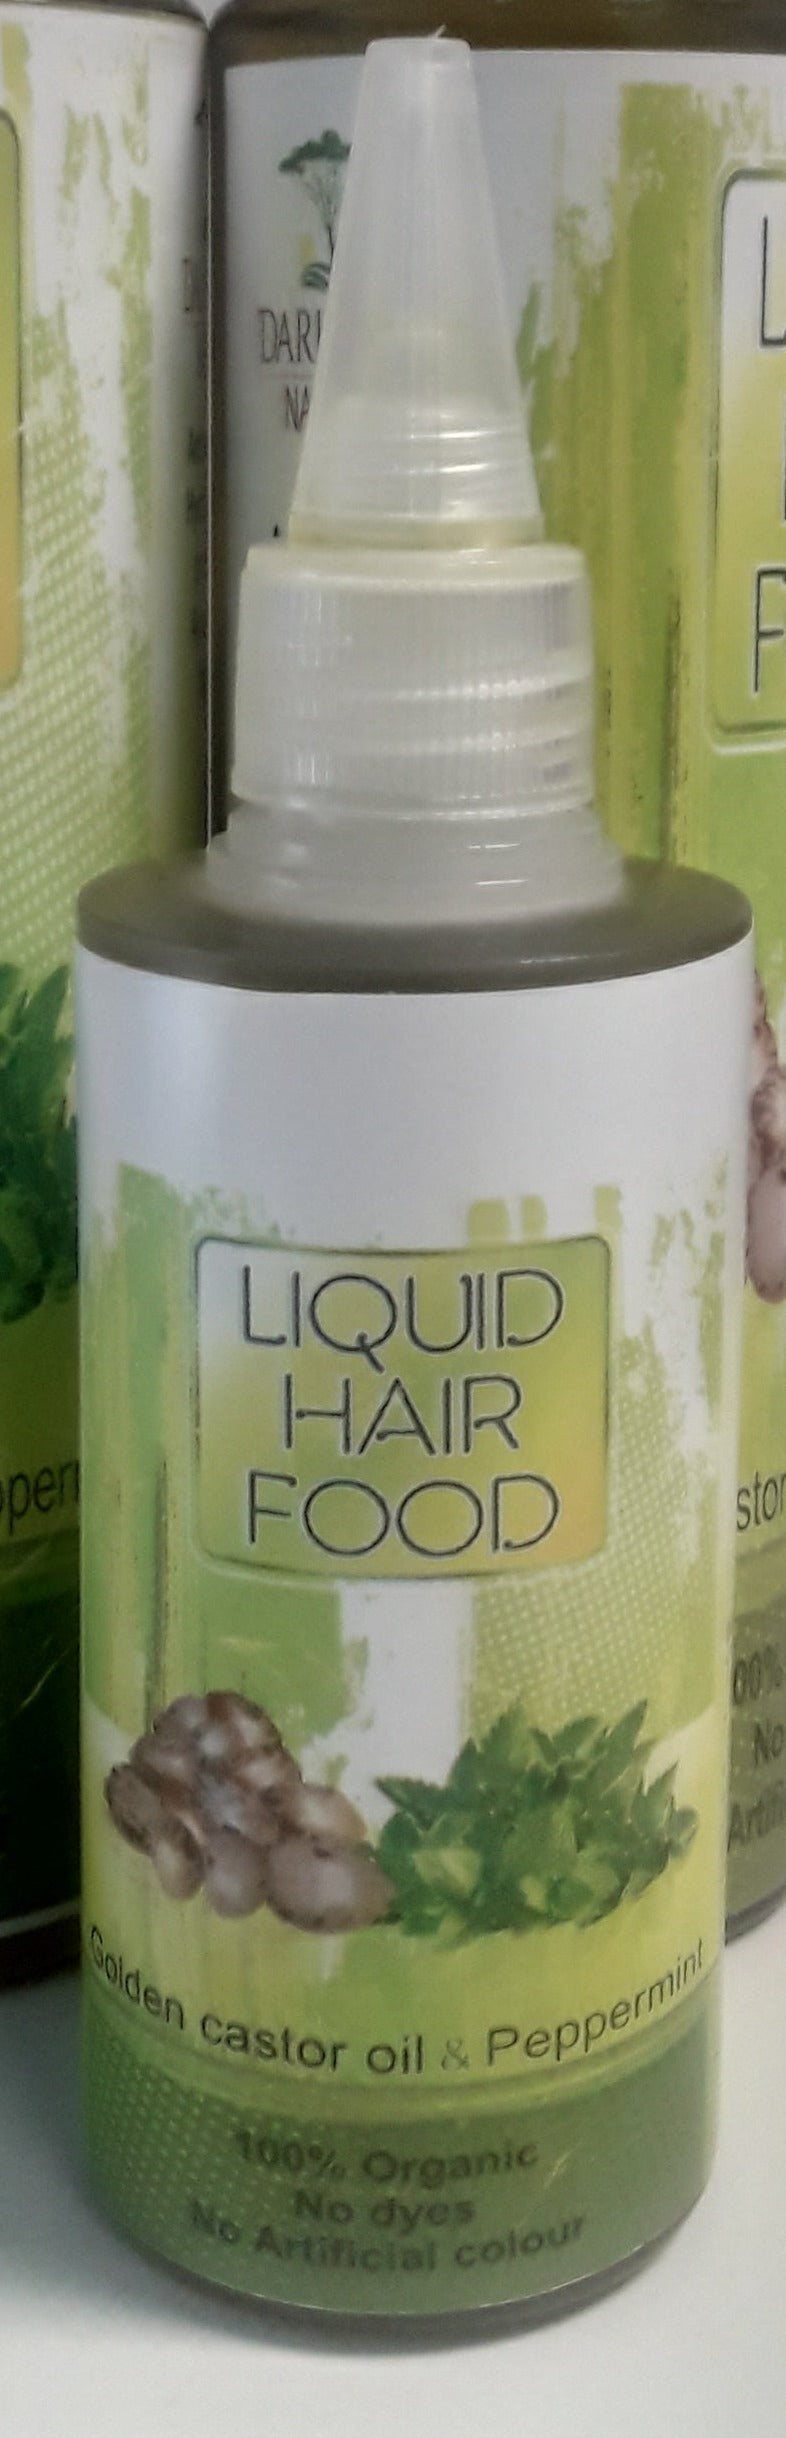 LIQUID
HAIR
FOOD
Golden castor oil & Peppermint
100% Organic
No dyes
No Artificial colour